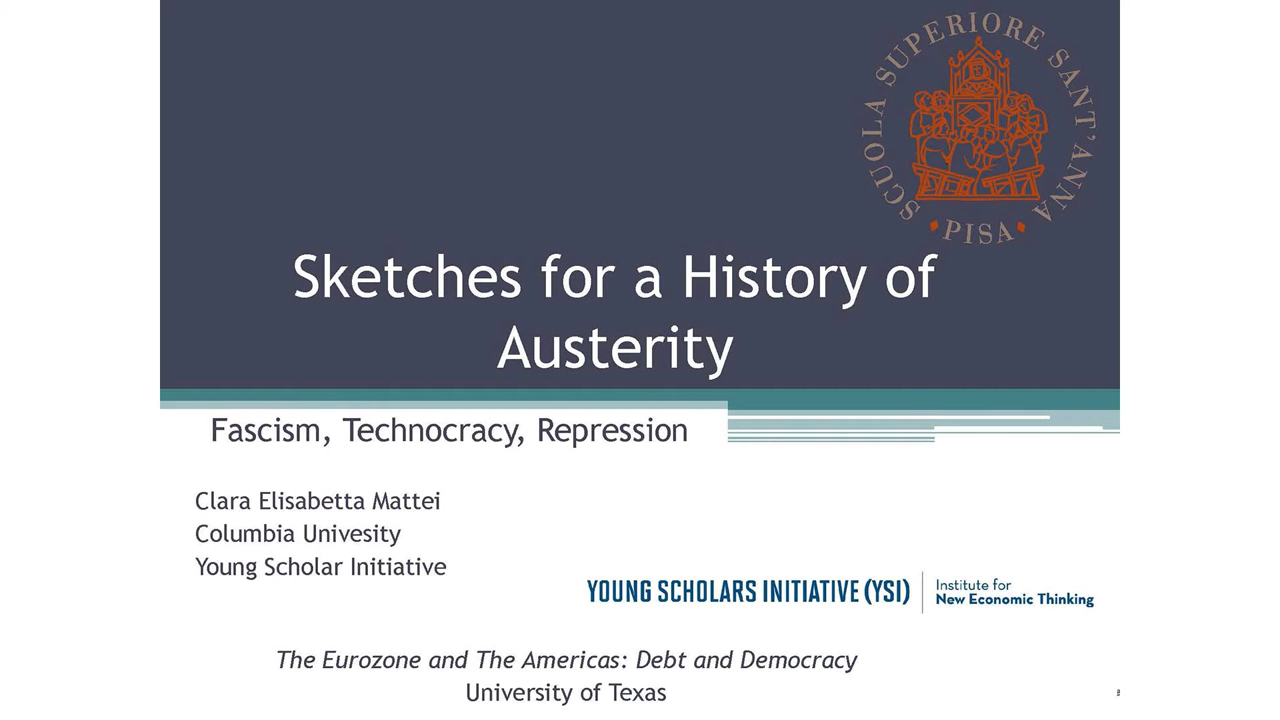 SCUOLA SUPERIORE SANT'ANNA
PISA
Sketches for a History of
Austerity
Fascism, Technocracy, Repression
Clara Elisabetta Mattei
Columbia Univesity
Young Scholar Initiative
YOUNG SCHOLARS INITIATIVE (YSI)
Institute for
New Economic Thinking
The Eurozone and The Americas: Debt and Democracy
University of Texas